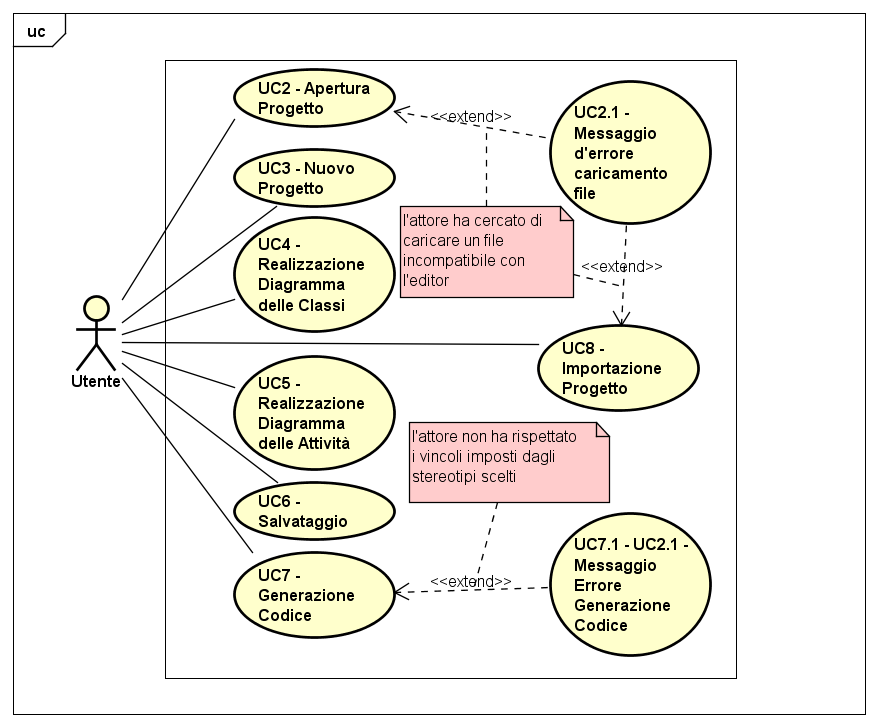 uc
UC2 - Apertura
Progetto
<<extend>>
UC2.1 -
Messaggio
d'errore
caricamento
file
UC3 - Nuovo
Progetto
l'attore ha cercato di
caricare un file
incompatibile con
l'editor
UC4 -
Realizzazione
Diagramma
delle Classi
<<extend>>
Utente
UC8 -
Importazione
Progetto
UC5 -
Realizzazione
Diagramma
delle Attività
l'attore non ha rispettato
i vincoli imposti dagli
stereotipi scelti
UC6 -
Salvataggio
UC7 -
Generazione
Codice
<<extend>>
UC7.1 - UC2.1 -
Messaggio
Errore
Generazione
Codice